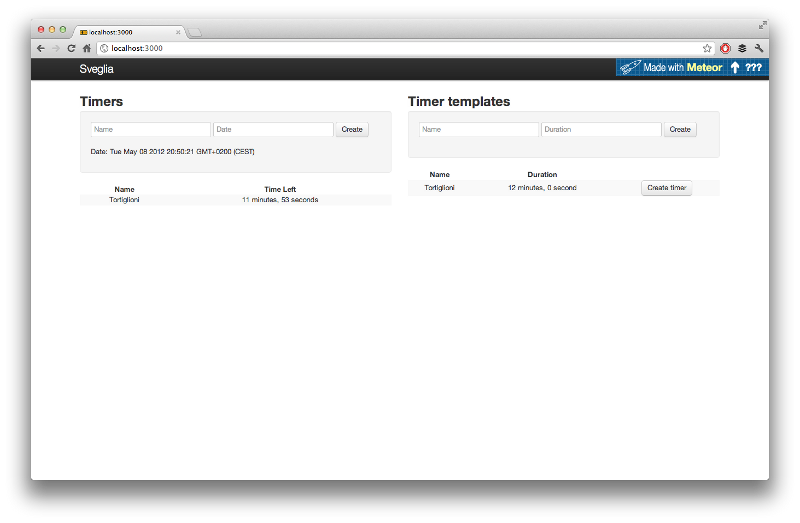 localhost:3000
localhost:3000
Sveglia
Made with Meteor ???
Timers
Name
Date
Create
Date: Tue May 08 2012 20:50:21 GMT+0200 (CEST)
Name Time Left
Tortiglioni 11 minutes, 53 seconds
Timer templates
Name
Duration
Create
Name Duration
Tortiglioni 12 minutes, 0 second Create timer